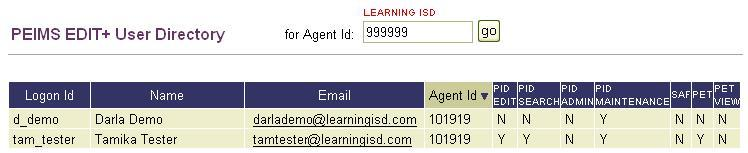 LEARNING ISD
PEIMS EDIT+ User Directory for Agent Id: 999999 go
Logon Id Name Email Agent Id PID EDIT PID SEARCH PID ADMIN PID MAINTENANCE SAF PET PET VIEW
d_demo Darla Demo darlademo@learningisd.com 101919 N N N Y N N N
tam_tester Tamika Tester tamtester@learningisd.com 101919 Y Y N Y N Y N